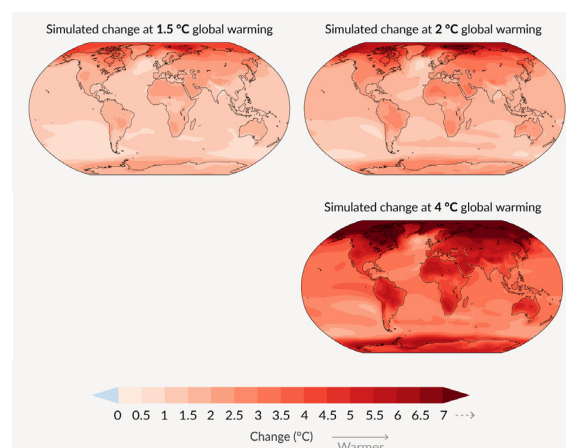 Simulated change at 1.5 °C global warming
Simulated change at 2 °C global warming
Simulated change at 4 °C global warming
0 0.5 1 1.5 2 2.5 3 3.5 4 4.5 5 5.5 6 6.5 7
Change (°C)
Warmer